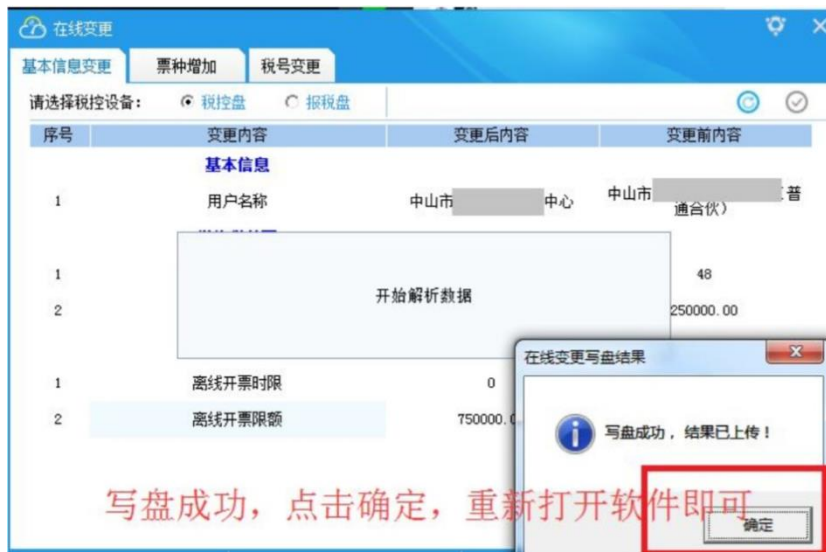 在线变更
基本信息变更 票种增加 税号变更
请选择税控设备： 税控盘 报税盘
序号 变更内容 变更后内容 变更前内容
基本信息
1 用户名称 中山市 中心 中山市 普通合伙）
1 48
2 250000.00
开始解析数据
1 离线开票时限 0
2 离线开票限额 750000.
在线变更写盘结果
写盘成功，结果已上传！
确定
写盘成功，点击确定，重新打开软件即可